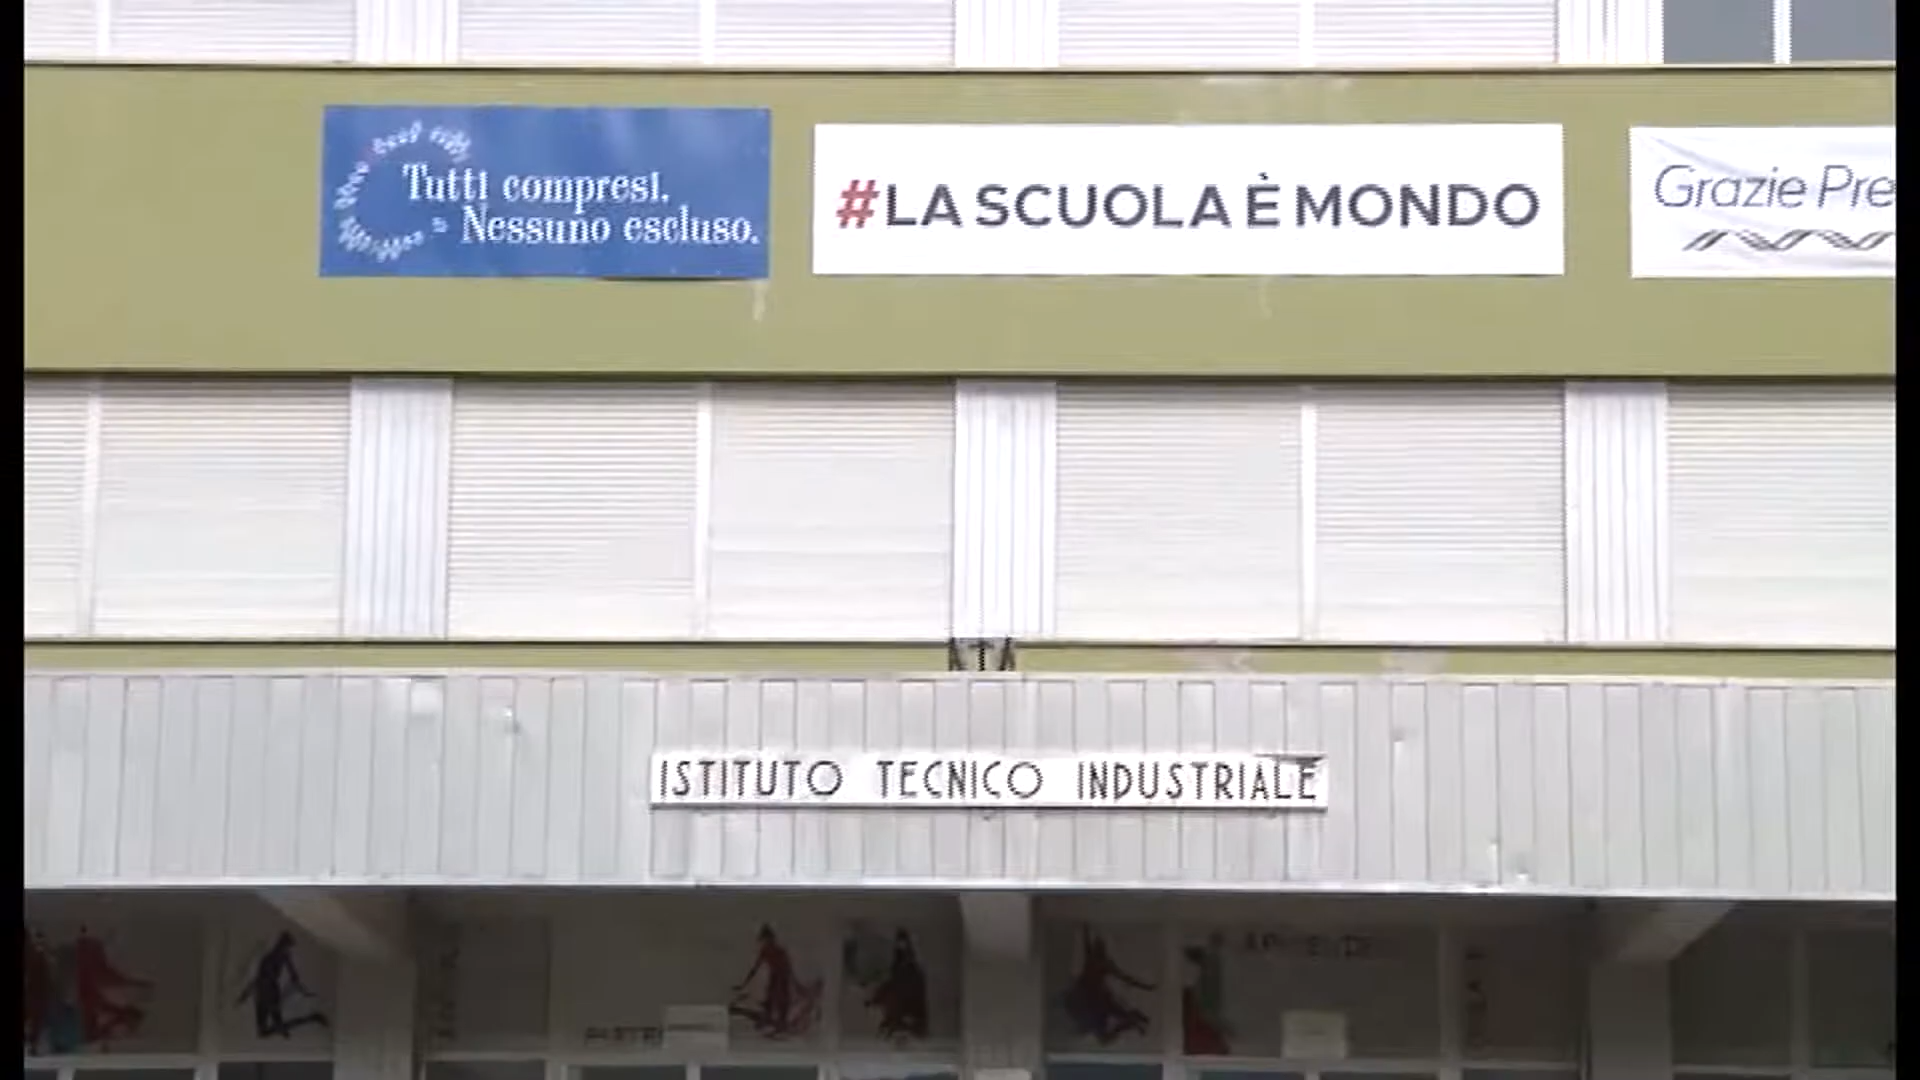 Tutti compresi.
e Nessuno escluso.
#LA SCUOLA È MONDO
Grazie Pre
ISTITUTO TECNICO INDUSTRIALE